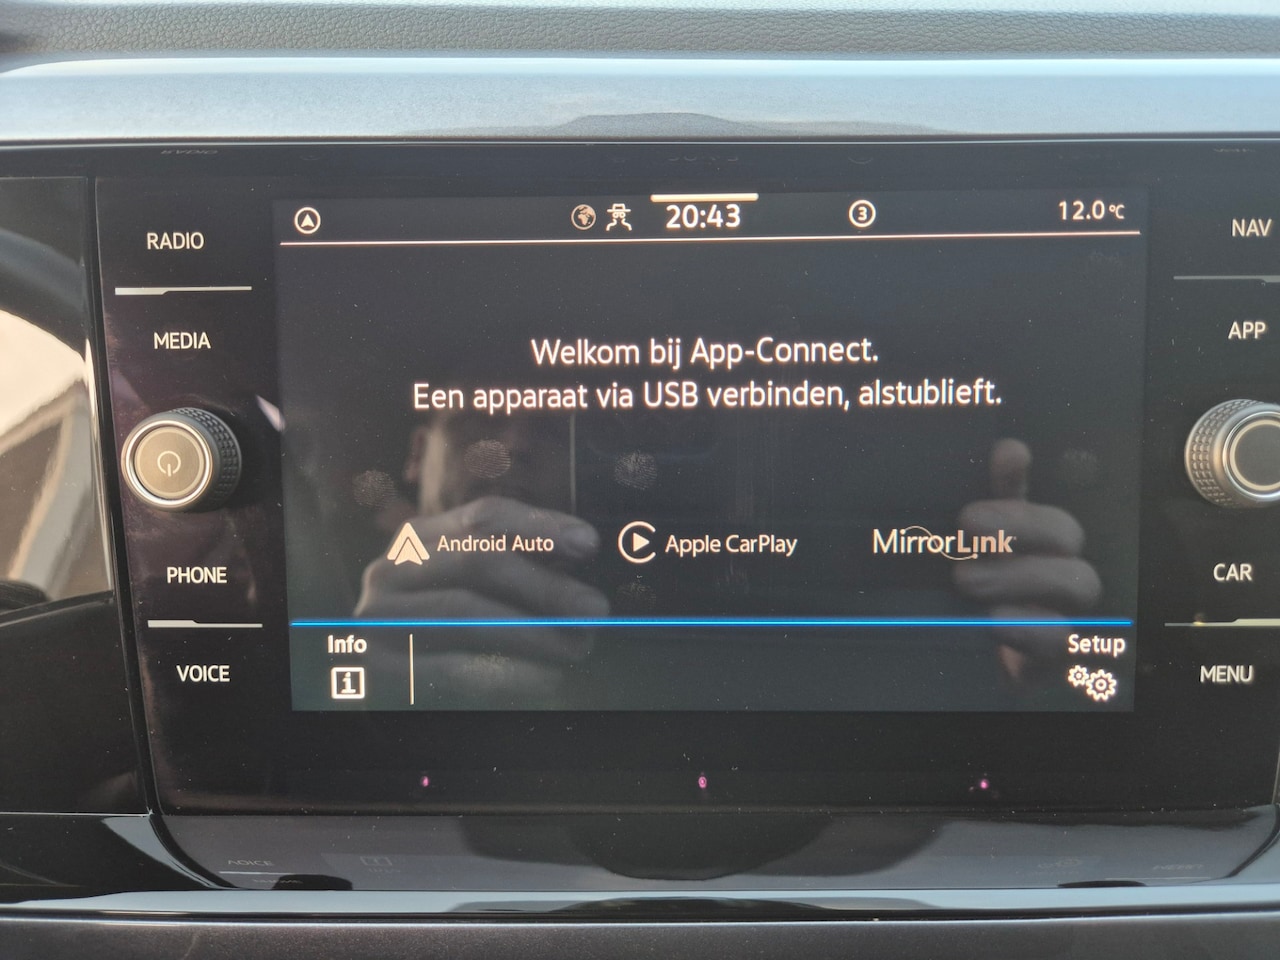 RADIO
MEDIA
PHONE
VOICE
20:43
3
12.0°C
Welkom bij App-Connect.
Een apparaat via USB verbinden, alstublieft.
Android Auto
Apple CarPlay
MirrorLink
Info
i
Setup
NAV
APP
CAR
MENU